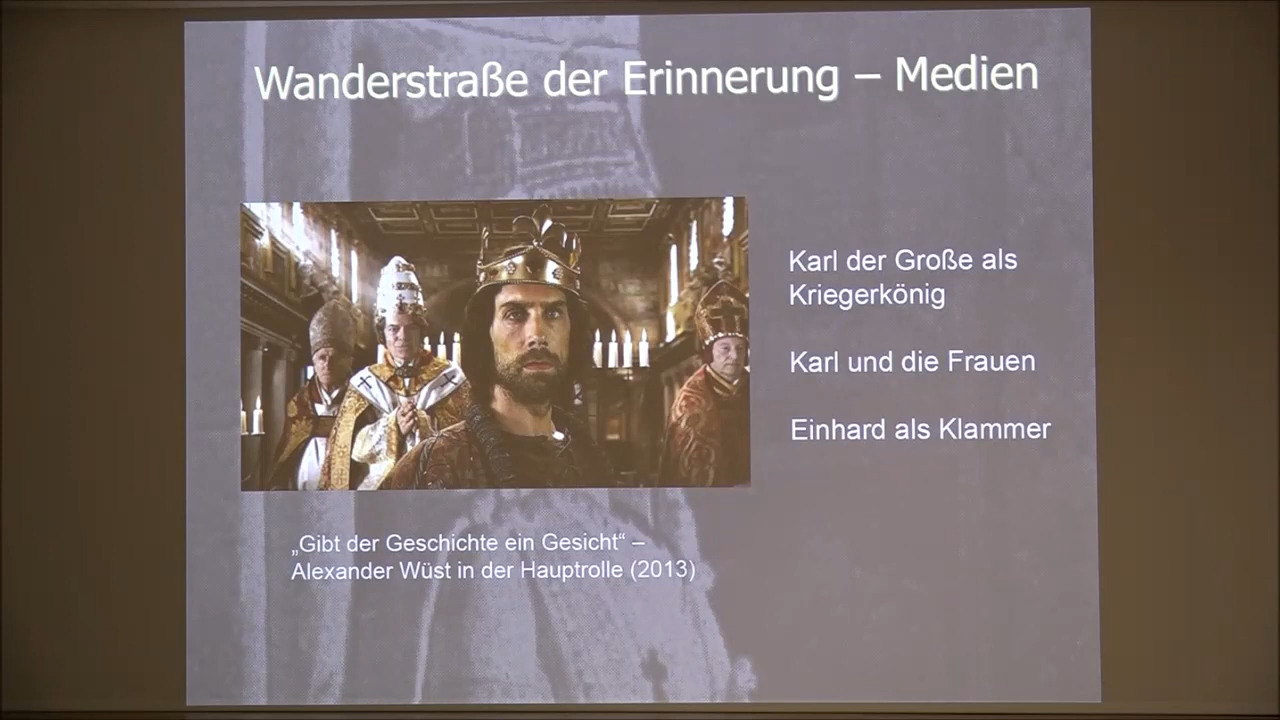 Wanderstraße der Erinnerung – Medien
Karl der Große als
Kriegerkönig
Karl und die Frauen
Einhard als Klammer
„Gibt der Geschichte ein Gesicht“ –
Alexander Wüst in der Hauptrolle (2013)